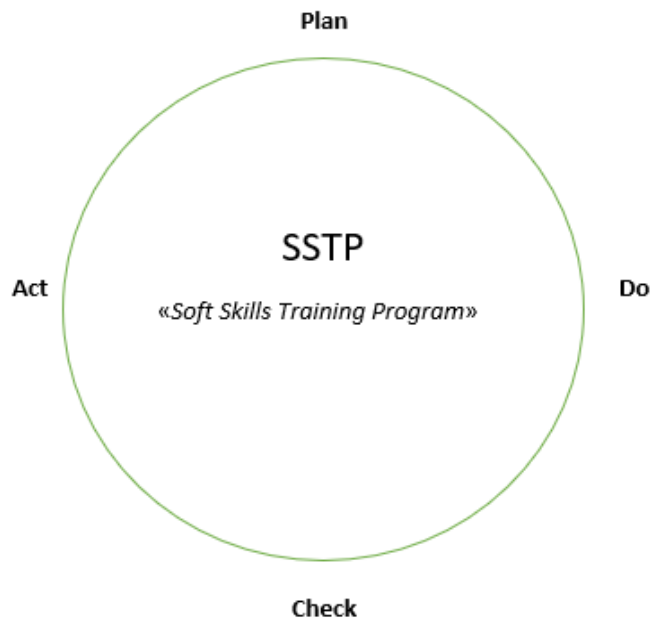 Plan
SSTP
Act
Do
«Soft Skills Training Program»
Check